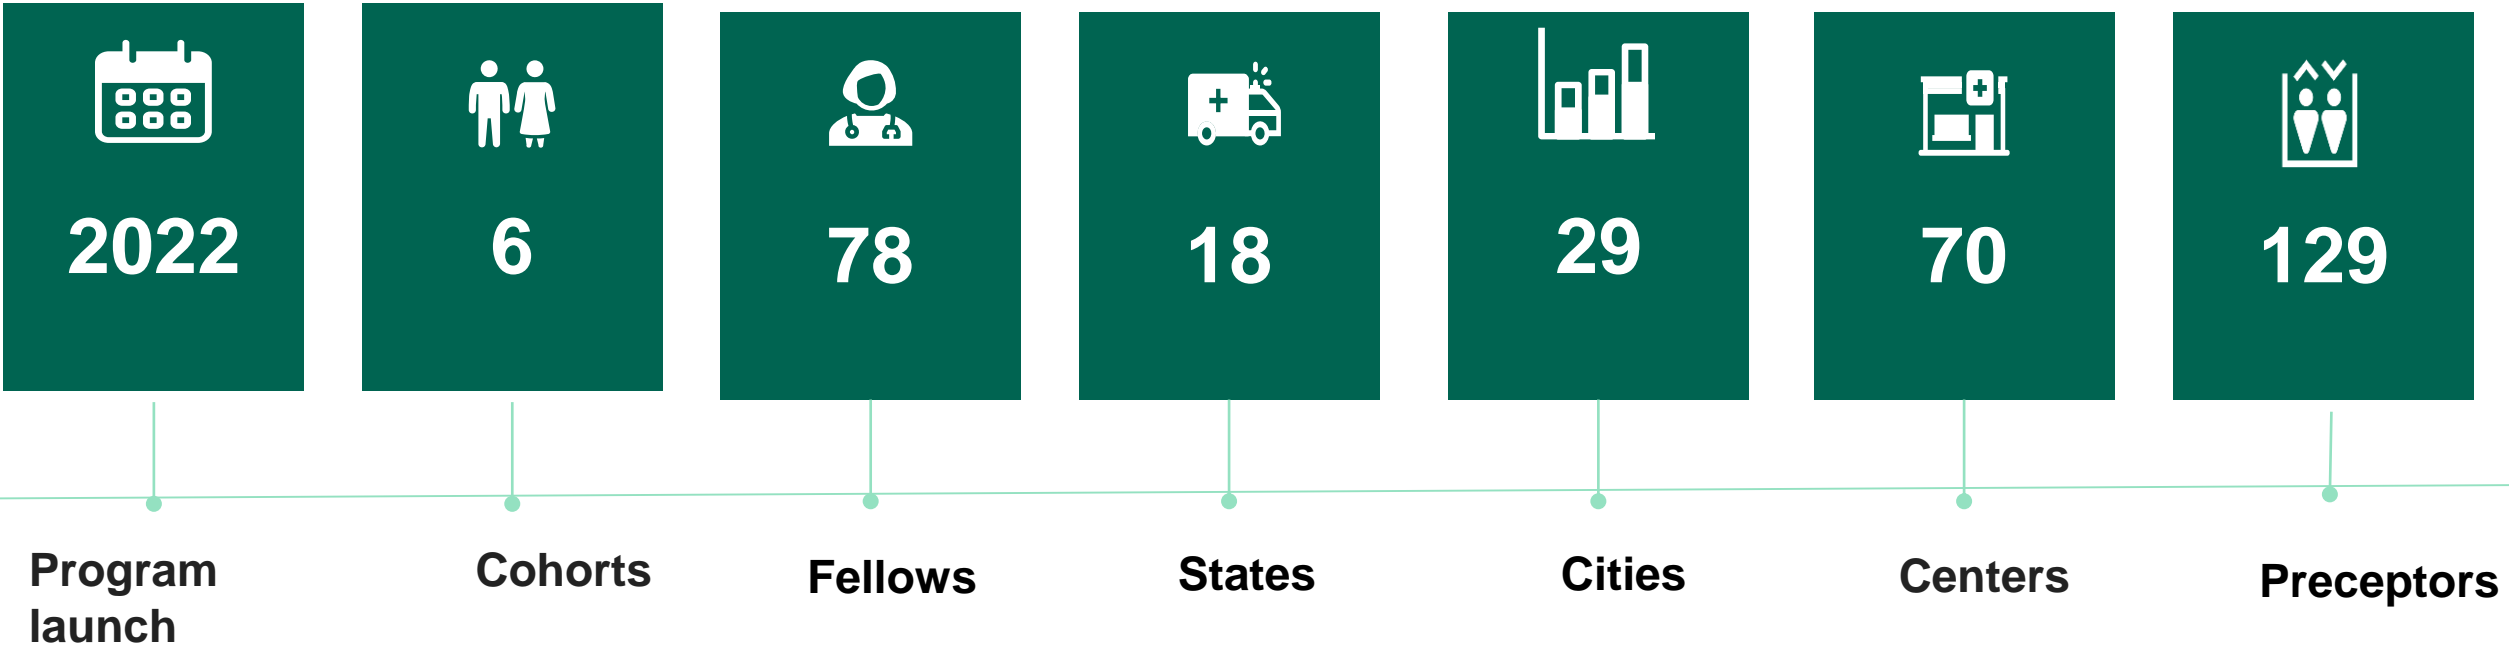 2022
6
78
18
29
70
129
Program
launch
Cohorts
Fellows
States
Cities
Centers
Preceptors